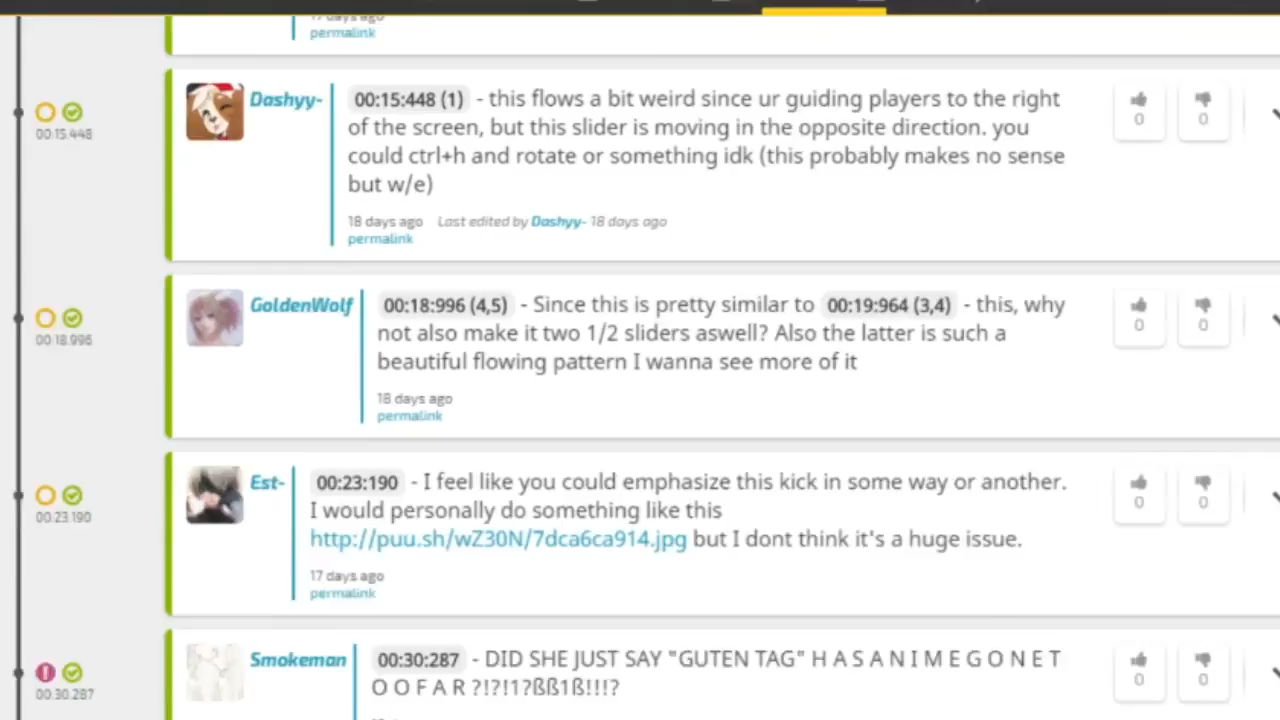 17 days ago
permalink
00:15.448
Dashyy-
00:15:448 (1) - this flows a bit weird since ur guiding players to the right
of the screen, but this slider is moving in the opposite direction. you
could ctrl+h and rotate or something idk (this probably makes no sense
but w/e)
18 days ago Last edited by Dashyy- 18 days ago
permalink
0 0
00:18.996
GoldenWolf
00:18:996 (4,5) - Since this is pretty similar to 00:19:964 (3,4) - this, why
not also make it two 1/2 sliders aswell? Also the latter is such a
beautiful flowing pattern I wanna see more of it
18 days ago
permalink
0 0
00:23.190
Est-
00:23:190 - I feel like you could emphasize this kick in some way or another.
I would personally do something like this
http://puu.sh/wZ30N/7dca6ca914.jpg but I dont think it's a huge issue.
17 days ago
permalink
0 0
00:30.287
Smokeman
00:30:287 - DID SHE JUST SAY "GUTEN TAG" H A S A N I M E G O N E T
O O F A R ?!?!1?ßß1ß!!!?
0 0